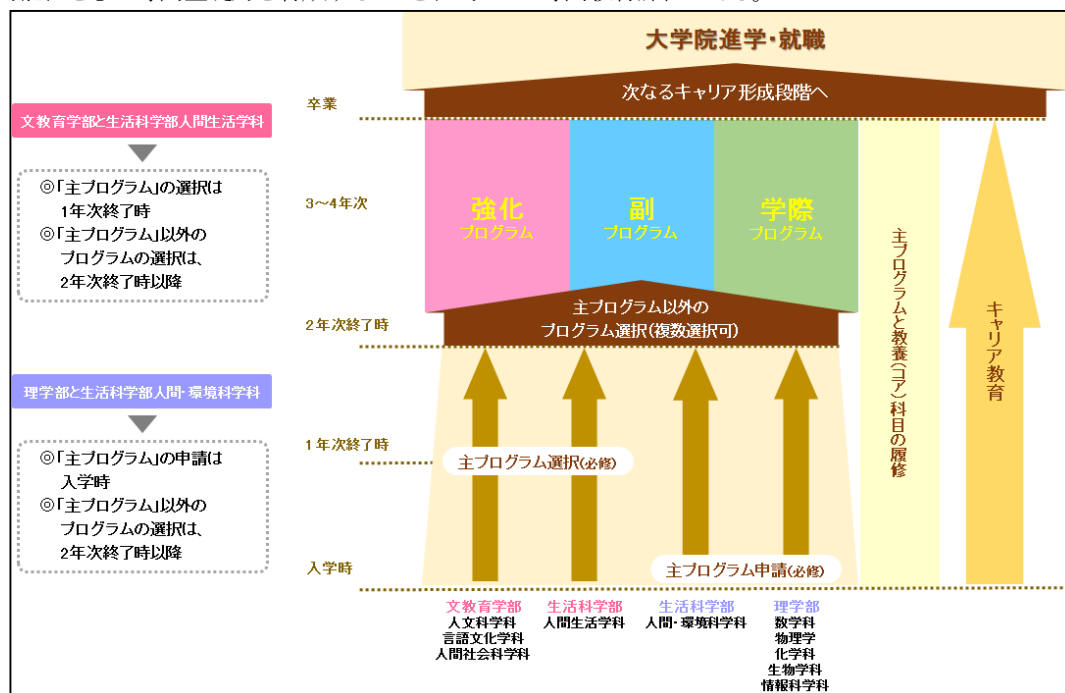 大学院進学・就職
次なるキャリア形成段階へ
卒業
文教育学部と生活科学部人間生活学科
◎「主プログラム」の選択は
1年次終了時
◎「主プログラム」以外の
プログラムの選択は、
2年次終了時以降
3～4年次
強化
プログラム
副
プログラム
学際
プログラム
主プログラムと教養(コア)科目の履修
キャリア教育
2年次終了時
主プログラム以外の
プログラム選択(複数選択可)
理学部と生活科学部人間・環境科学科
◎「主プログラム」の申請は
入学時
◎「主プログラム」以外の
プログラムの選択は、
2年次終了時以降
1年次終了時
主プログラム選択(必修)
入学時
主プログラム申請(必修)
文教育学部
人文科学科
言語文化学科
人間社会科学科
生活科学部
人間生活学科
生活科学部
人間・環境科学科
理学部
数学科
物理学
化学科
生物学科
情報科学科